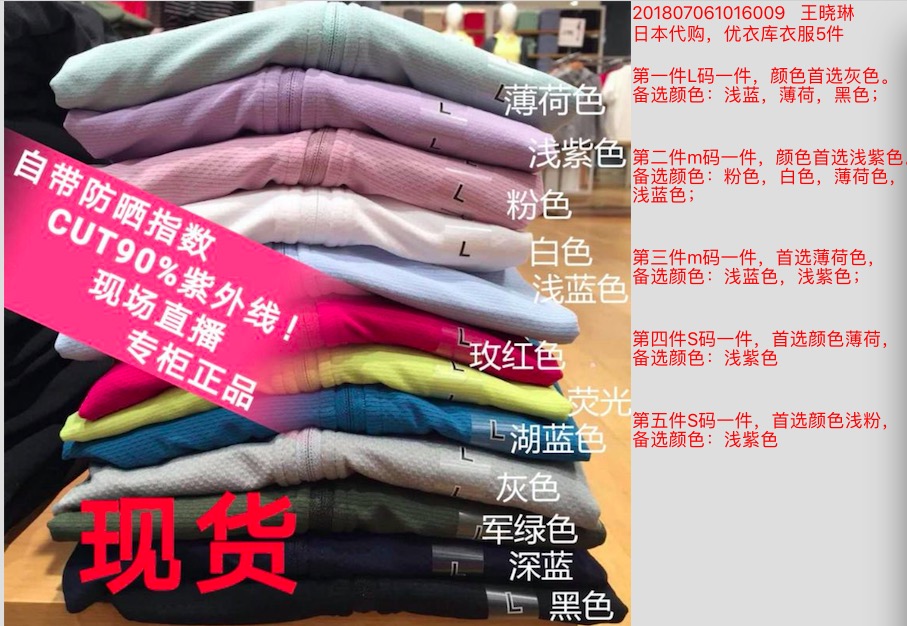 201807061016009 王晓琳
日本代购，优衣库衣服5件
第一件L码一件，颜色首选灰色。
备选颜色：浅蓝，薄荷，黑色；
第二件m码一件，颜色首选浅紫色.
备选颜色：粉色，白色，薄荷色，
浅蓝色；
第三件m码一件，首选薄荷色，
备选颜色：浅蓝色，浅紫色；
第四件S码一件，首选颜色薄荷，
备选颜色：浅紫色
第五件S码一件，首选颜色浅粉，
备选颜色：浅紫色
自带防晒指数
CUT90%紫外线！
现场直播
专柜正品
L薄荷色
L
L浅紫色
L粉色
L白色
浅蓝色
L
L玫红色
荧光
L湖蓝色
L
L灰色
军绿色
L深蓝
L黑色
现货